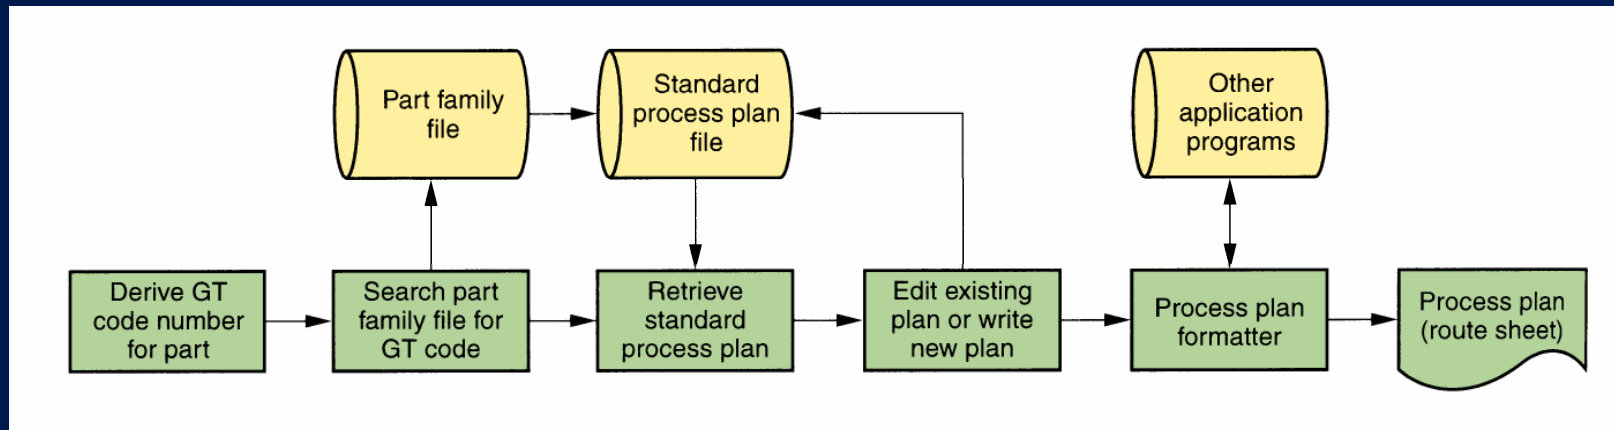 Part family
file
Standard
process plan
file
Other
application
programs
Derive GT
code number
for part
Search part
family file for
GT code
Retrieve
standard
process plan
Edit existing
plan or write
new plan
Process plan
formatter
Process plan
(route sheet)